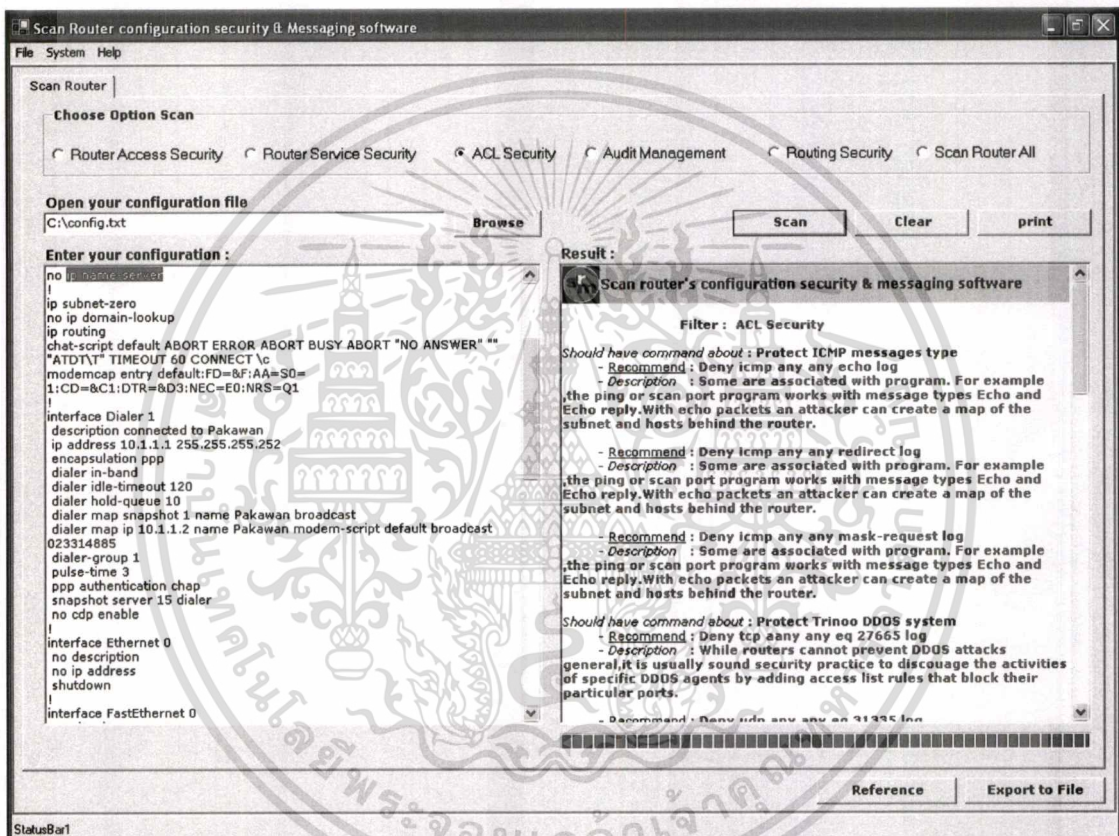 Scan Router configuration security & Messaging software
File System Help
Scan Router
Choose Option Scan
Router Access Security Router Service Security ACL Security Audit Management Routing Security Scan Router All
Open your configuration file
C:\config.txt Browse Scan Clear print
Enter your configuration :
no ip name-server
!
ip subnet-zero
no ip domain-lookup
ip routing
chat-script default ABORT ERROR ABORT BUSY ABORT "NO ANSWER" ""
"ATDT\T" TIMEOUT 60 CONNECT \c
modemcap entry default:FD=&F:AA=S0=
1:CD=&C1:DTR=&D3:NEC=E0:NRS=Q1
!
interface Dialer 1
description connected to Pakawan
ip address 10.1.1.1 255.255.255.252
encapsulation ppp
dialer in-band
dialer idle-timeout 120
dialer hold-queue 10
dialer map snapshot 1 name Pakawan broadcast
dialer map ip 10.1.1.2 name Pakawan modem-script default broadcast
023314885
dialer-group 1
pulse-time 3
ppp authentication chap
snapshot server 15 dialer
no cdp enable
!
interface Ethernet 0
no description
no ip address
shutdown
!
interface FastEthernet 0
Result :
Scan router's configuration security & messaging software
Filter : ACL Security
Should have command about : Protect ICMP messages type
- Recommend : Deny icmp any any echo log
- Description : Some are associated with program. For example
,the ping or scan port program works with message types Echo and
Echo reply.With echo packets an attacker can create a map of the
subnet and hosts behind the router.
- Recommend : Deny icmp any any redirect log
- Description : Some are associated with program. For example
,the ping or scan port program works with message types Echo and
Echo reply.With echo packets an attacker can create a map of the
subnet and hosts behind the router.
- Recommend : Deny icmp any any mask-request log
- Description : Some are associated with program. For example
,the ping or scan port program works with message types Echo and
Echo reply.With echo packets an attacker can create a map of the
subnet and hosts behind the router.
Should have command about : Protect Trinoo DDOS system
- Recommend : Deny tcp aany any eq 27665 log
- Description : While routers cannot prevent DDOS attacks
general,it is usually sound security practice to discouage the activities
of specific DDOS agents by adding access list rules that block their
particular ports.
- Recommend : Deny udp any any eq 31335 log
Reference Export to File
StatusBar1